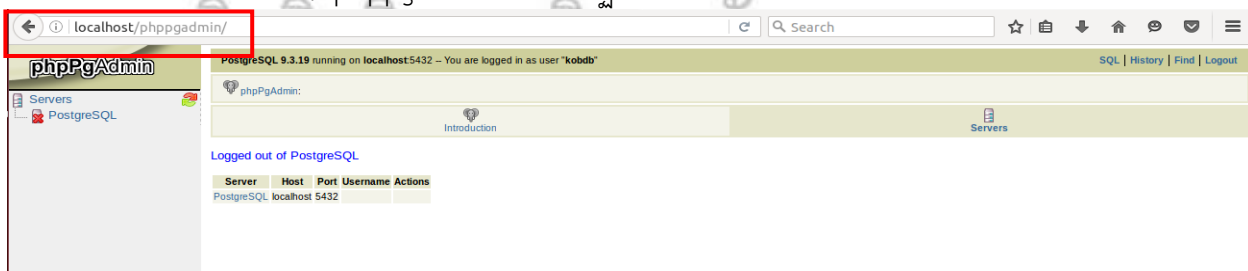 localhost/phppgadmin/
Search
phpPgAdmin
PostgreSQL 9.3.19 running on localhost:5432 – You are logged in as user "kobdb"
SQL | History | Find | Logout
Servers
PostgreSQL
phpPgAdmin:
Introduction
Servers
Logged out of PostgreSQL
Server Host Port Username Actions
PostgreSQL localhost 5432